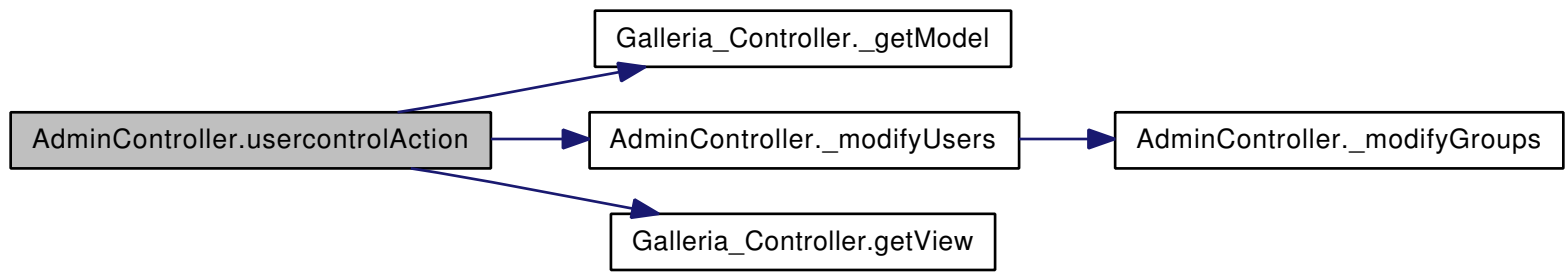 Galleria_Controller._getModel
AdminController.usercontrolAction
AdminController._modifyUsers
AdminController._modifyGroups
Galleria_Controller.getView